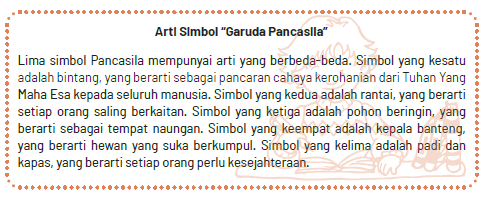 Arti Simbol "Garuda Pancasila"
Lima simbol Pancasila mempunyai arti yang berbeda-beda. Simbol yang kesatu
adalah bintang, yang berarti sebagai pancaran cahaya kerohanian dari Tuhan Yang
Maha Esa kepada seluruh manusia. Simbol yang kedua adalah rantai, yang berarti
setiap orang saling berkaitan. Simbol yang ketiga adalah pohon beringin, yang
berarti sebagai tempat naungan. Simbol yang keempat adalah kepala banteng,
yang berarti hewan yang suka berkumpul. Simbol yang kelima adalah padi dan
kapas, yang berarti setiap orang perlu kesejahteraan.